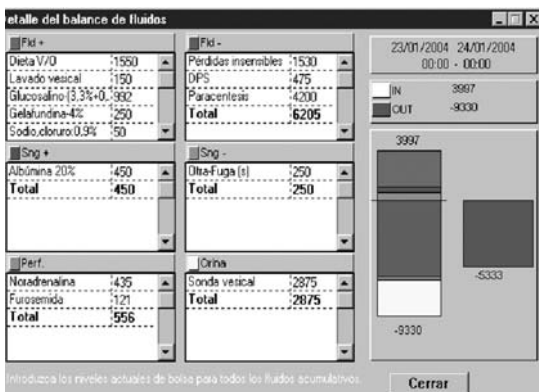 etalle del balance de fluidos
Fld +
Dieta V/O 1550
Lavado vesical 150
Glucosalino-(3,3%+0,. 992
Gelafundina-4% 250
Sodio,cloruro:0,9% 50
Fld -
Pérdidas insensibles 1530
DPS 475
Paracentesis 4200
Total 6205
23/01/2004 24/01/2004
00:00 - 00:00
IN 3997
OUT -9330
Sng +
Albúmina 20% 450
Total 450
Sng -
Otra-Fuga (s) 250
Total 250
Perf.
Noradrenalina 435
Furosemida 121
Total 556
Orina
Sonda vesical 2875
Total 2875
3997
-5333
-9330
Introduzca los niveles actuales de bolsa para todos los fluidos acumulativos.
Cerrar